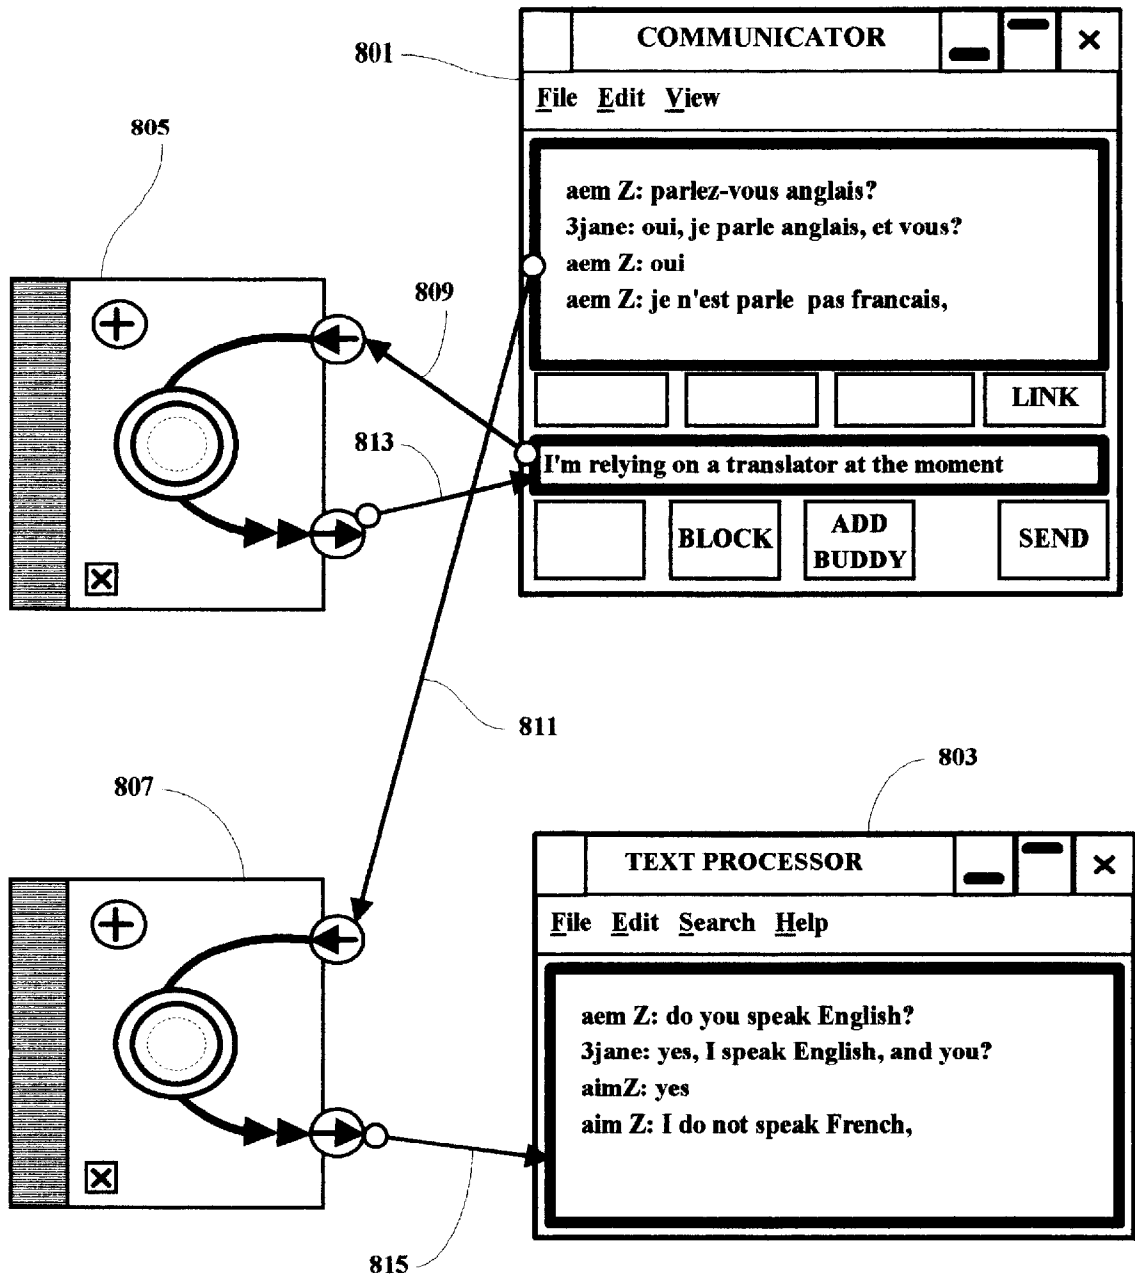 COMMUNICATOR
801
File Edit View
805
aem Z: parlez-vous anglais?
3jane: oui, je parle anglais, et vous?
aem Z: oui
aem Z: je n'est parle pas francais,
809
LINK
813
I'm relying on a translator at the moment
BLOCK
ADD
BUDDY
SEND
811
803
807
TEXT PROCESSOR
File Edit Search Help
aem Z: do you speak English?
3jane: yes, I speak English, and you?
aimZ: yes
aim Z: I do not speak French,
815